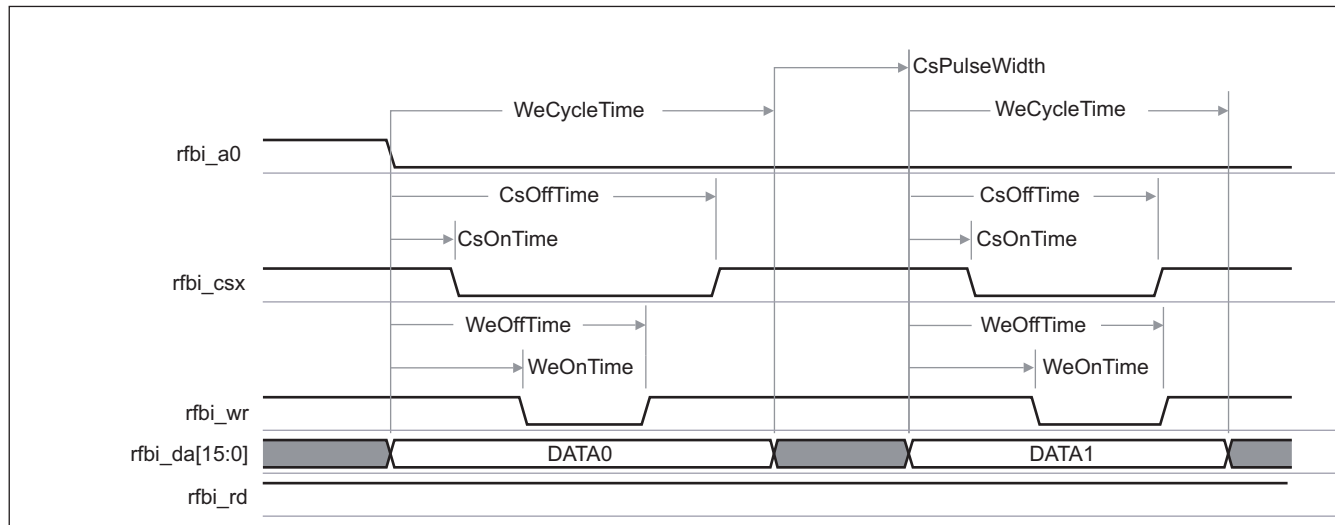 CsPulseWidth
WeCycleTime WeCycleTime
rfbi_a0
CsOffTime CsOffTime
CsOnTime CsOnTime
rfbi_csx
WeOffTime WeOffTime
WeOnTime WeOnTime
rfbi_wr
rfbi_da[15:0] DATA0 DATA1
rfbi_rd